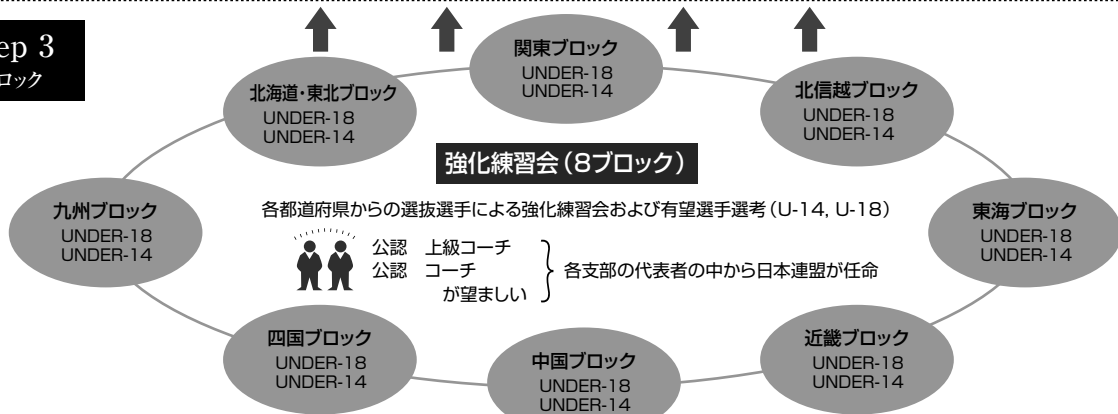 ep 3
ロック
関東ブロック
UNDER-18
UNDER-14
北海道・東北ブロック
UNDER-18
UNDER-14
北信越ブロック
UNDER-18
UNDER-14
強化練習会（8ブロック）
各都道府県からの選抜選手による強化練習会および有望選手選考（U-14, U-18）
九州ブロック
UNDER-18
UNDER-14
東海ブロック
UNDER-18
UNDER-14
公認 上級コーチ
公認 コーチ
が望ましい
各支部の代表者の中から日本連盟が任命
四国ブロック
UNDER-18
UNDER-14
中国ブロック
UNDER-18
UNDER-14
近畿ブロック
UNDER-18
UNDER-14